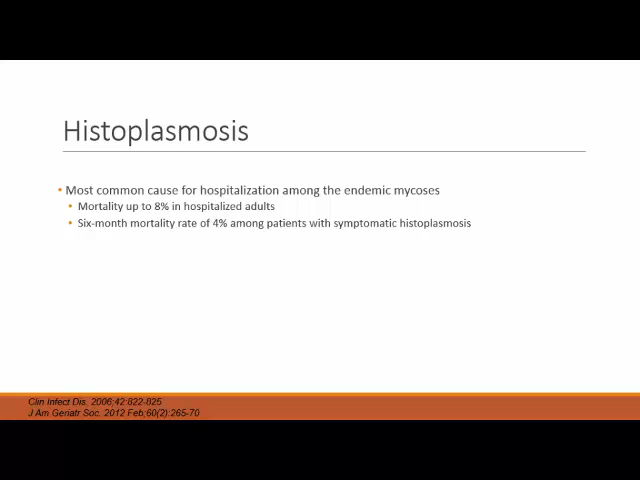 Histoplasmosis
• Most common cause for hospitalization among the endemic mycoses
• Mortality up to 8% in hospitalized adults
• Six-month mortality rate of 4% among patients with symptomatic histoplasmosis
Clin Infect Dis. 2006;42:822-825
J Am Geriatr Soc. 2012 Feb;60(2):265-70